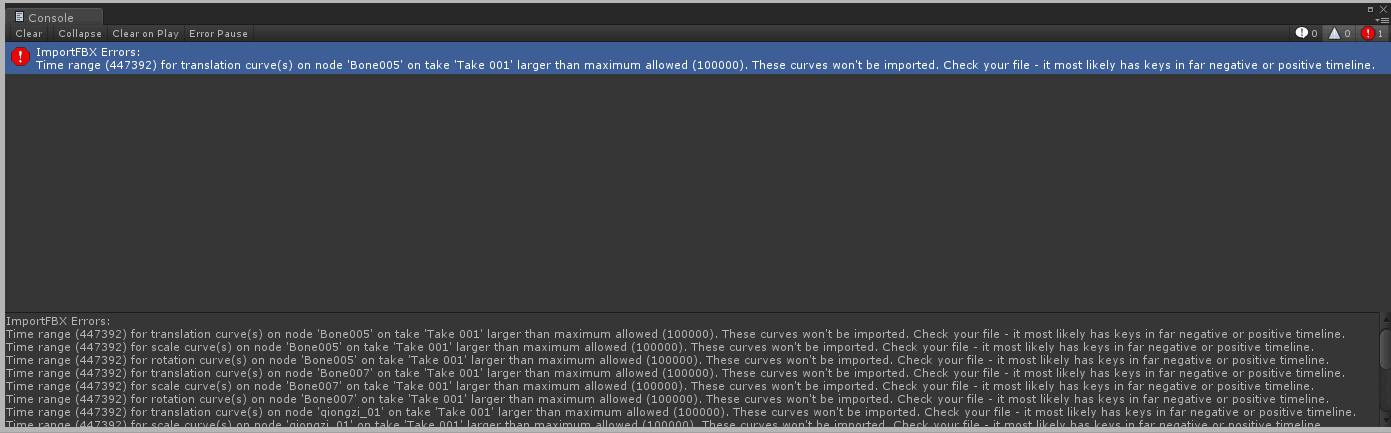 Console
Clear Collapse Clear on Play Error Pause 0 0 1
ImportFBX Errors:
Time range (447392) for translation curve(s) on node 'Bone005' on take 'Take 001' larger than maximum allowed (100000). These curves won't be imported. Check your file - it most likely has keys in far negative or positive timeline.
ImportFBX Errors:
Time range (447392) for translation curve(s) on node 'Bone005' on take 'Take 001' larger than maximum allowed (100000). These curves won't be imported. Check your file - it most likely has keys in far negative or positive timeline.
Time range (447392) for scale curve(s) on node 'Bone005' on take 'Take 001' larger than maximum allowed (100000). These curves won't be imported. Check your file - it most likely has keys in far negative or positive timeline.
Time range (447392) for rotation curve(s) on node 'Bone005' on take 'Take 001' larger than maximum allowed (100000). These curves won't be imported. Check your file - it most likely has keys in far negative or positive timeline.
Time range (447392) for translation curve(s) on node 'Bone007' on take 'Take 001' larger than maximum allowed (100000). These curves won't be imported. Check your file - it most likely has keys in far negative or positive timeline.
Time range (447392) for scale curve(s) on node 'Bone007' on take 'Take 001' larger than maximum allowed (100000). These curves won't be imported. Check your file - it most likely has keys in far negative or positive timeline.
Time range (447392) for rotation curve(s) on node 'Bone007' on take 'Take 001' larger than maximum allowed (100000). These curves won't be imported. Check your file - it most likely has keys in far negative or positive timeline.
Time range (447392) for translation curve(s) on node 'qiongzi_01' on take 'Take 001' larger than maximum allowed (100000). These curves won't be imported. Check your file - it most likely has keys in far negative or positive timeline.
Time range (447392) for scale curve(s) on node 'qiongzi_01' on take 'Take 001' larger than maximum allowed (100000). These curves won't be imported. Check your file - it most likely has keys in far negative or positive timeline.